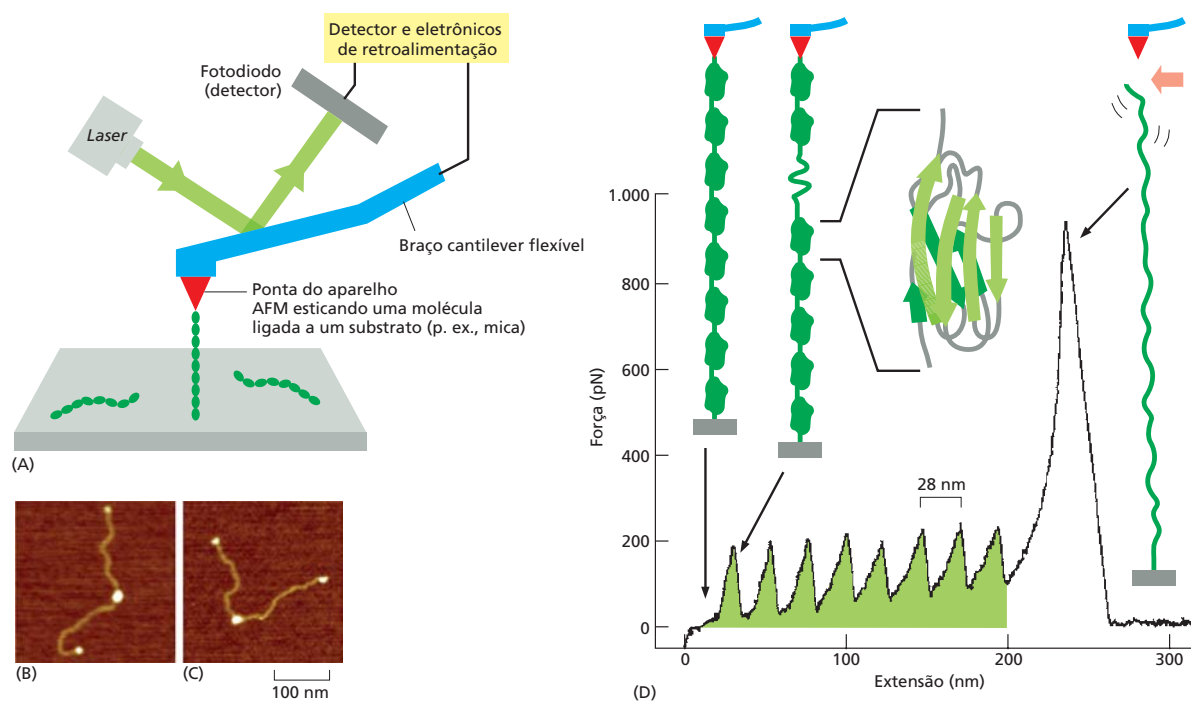 Detector e eletrônicos
de retroalimentação
Fotodiodo
(detector)
Laser
Braço cantilever flexível
Ponta do aparelho
AFM esticando uma molécula
ligada a um substrato (p. ex., mica)
(A)
(B)
(C)
100 nm
1.000
800
600
400
200
0
Força (pN)
28 nm
0
100
200
300
Extensão (nm)
(D)